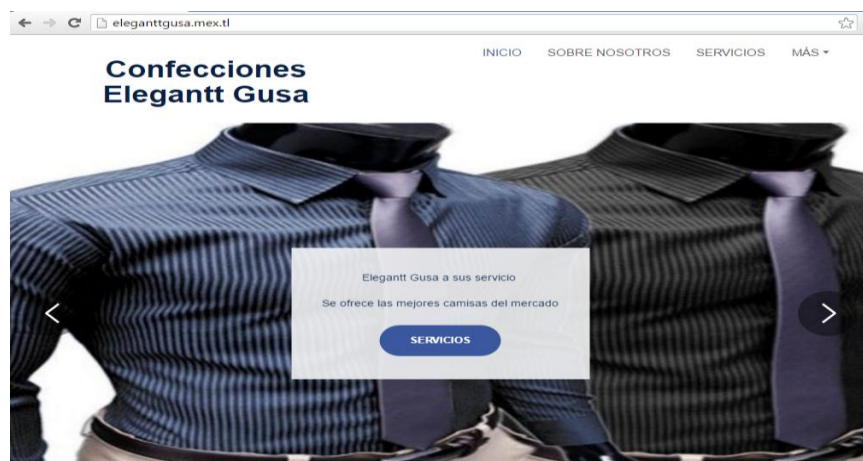 eleganttgusa.mex.tl
INICIO SOBRE NOSOTROS SERVICIOS MÁS
Confecciones
Elegantt Gusa
Elegantt Gusa a sus servicio
Se ofrece las mejores camisas del mercado
SERVICIOS